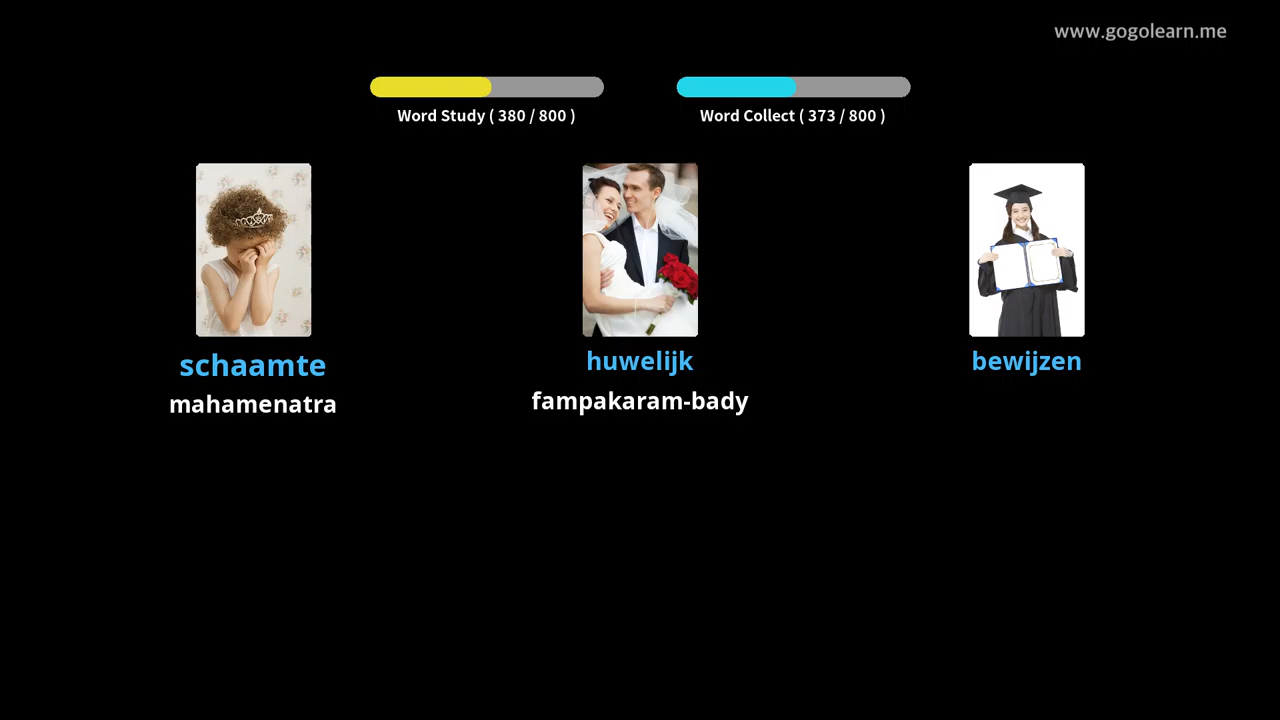 www.gogolearn.me
Word Study ( 380 / 800 )
Word Collect ( 373 / 800 )
schaamte
mahamenatra
huwelijk
fampakaram-bady
bewijzen